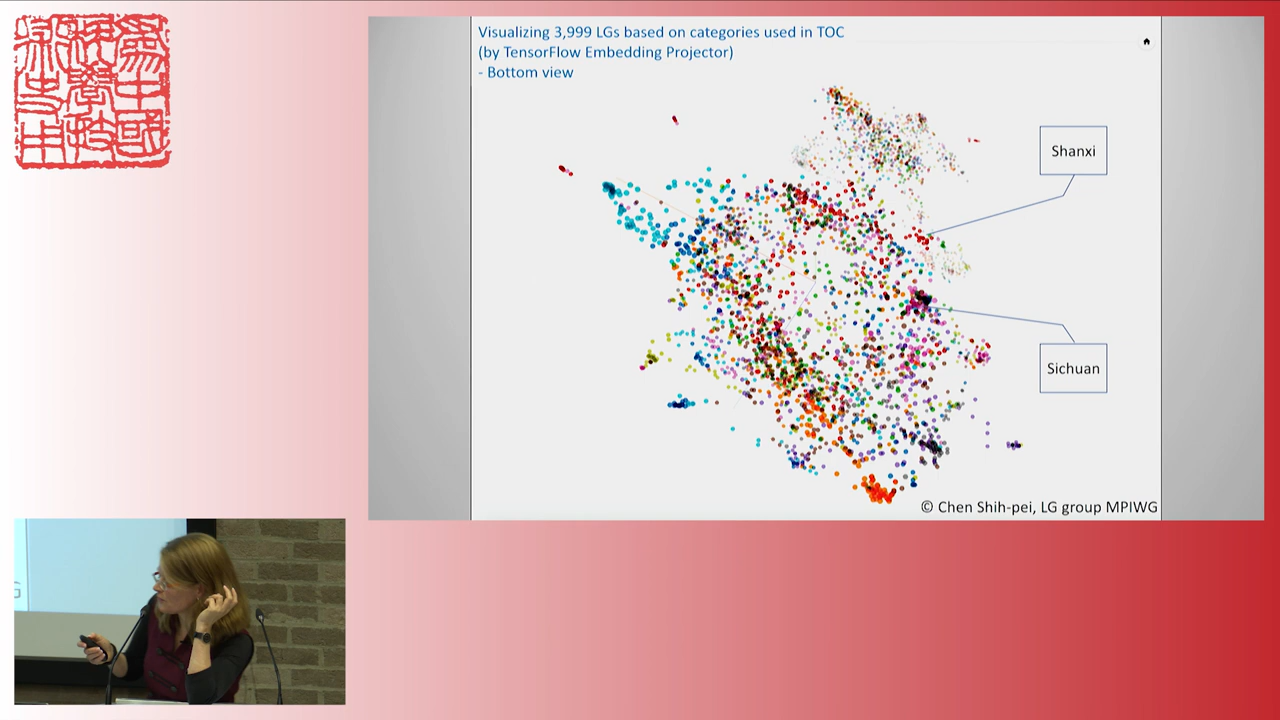 Visualizing 3,999 LGs based on categories used in TOC
(by TensorFlow Embedding Projector)
- Bottom view
Shanxi
Sichuan
© Chen Shih-pei, LG group MPIWG
G